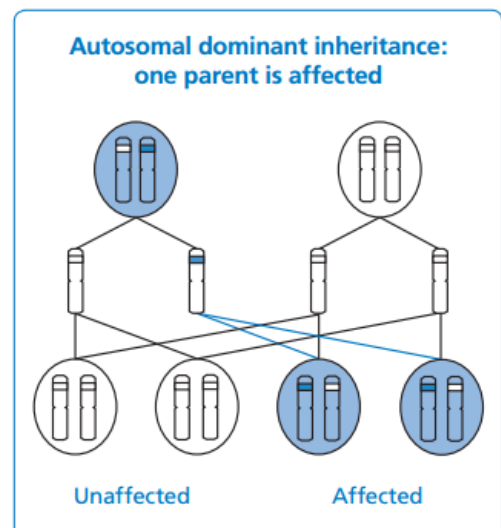 Autosomal dominant inheritance:
one parent is affected
Unaffected
Affected